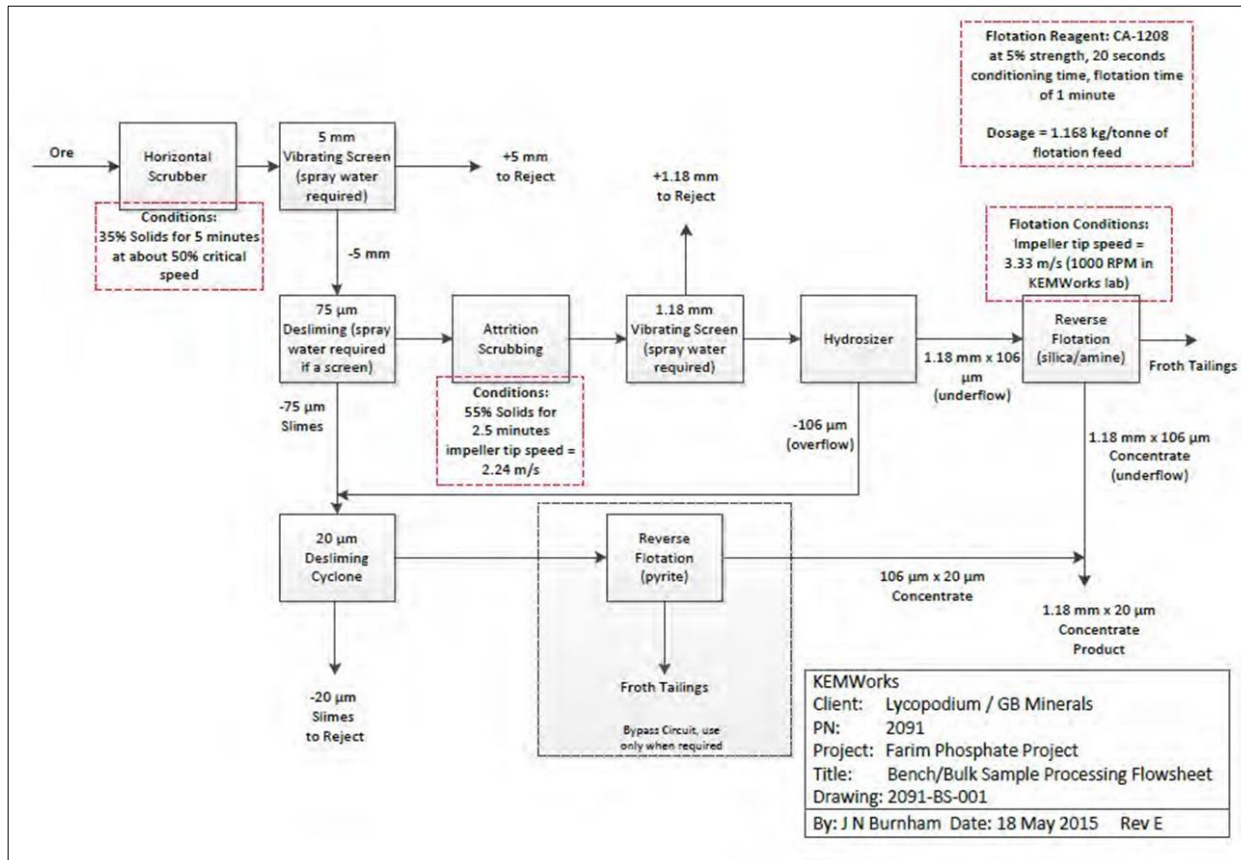 Flotation Reagent: CA-1208
at 5% strength, 20 seconds
conditioning time, flotation time
of 1 minute
Dosage = 1.168 kg/tonne of
flotation feed
Ore
Horizontal
Scrubber
5 mm
Vibrating Screen
(spray water
required)
+5 mm
to Reject
Conditions:
35% Solids for 5 minutes
at about 50% critical
speed
-5 mm
+1.18 mm
to Reject
Flotation Conditions:
Impeller tip speed =
3.33 m/s (1000 RPM in
KEMWorks lab)
75 µm
Desliming (spray
water required
if a screen)
Attrition
Scrubbing
1.18 mm
Vibrating Screen
(spray water
required)
Hydrosizer
1.18 mm x 106
µm
(underflow)
Reverse
Flotation
(silica/amine)
Froth Tailings
Conditions:
55% Solids for
2.5 minutes
impeller tip speed =
2.24 m/s
-75 µm
Slimes
-106 µm
(overflow)
1.18 mm x 106 µm
Concentrate
(underflow)
20 µm
Desliming
Cyclone
Reverse
Flotation
(pyrite)
106 µm x 20 µm
Concentrate
1.18 mm x 20 µm
Concentrate
Product
-20 µm
Slimes
to Reject
Froth Tailings
Bypass Circuit, use
only when required
KEMWorks
Client: Lycopodium / GB Minerals
PN: 2091
Project: Farim Phosphate Project
Title: Bench/Bulk Sample Processing Flowsheet
Drawing: 2091-BS-001
By: J N Burnham Date: 18 May 2015 Rev E